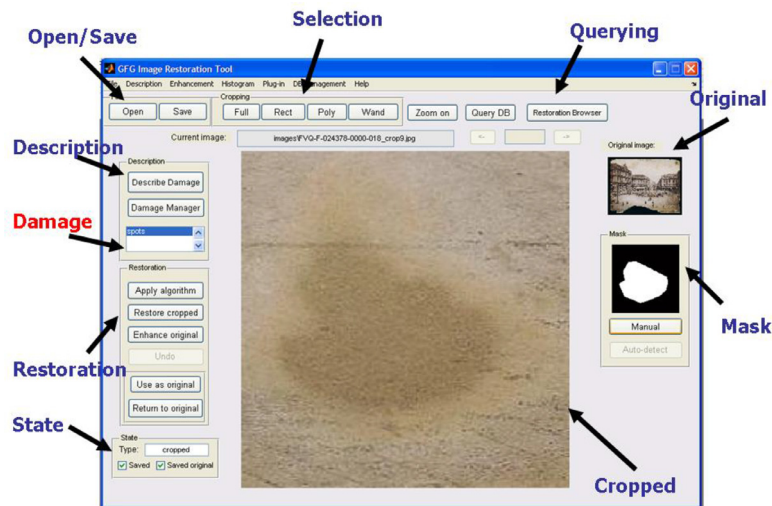 Selection
Open/Save
Querying
GFG Image Restoration Tool
Description Enhancement Histogram Plug-in Help
Cropping
Open Save Full Rect Poly Wand Zoom on Query DB Restoration Browser
Original
Current image: images\FVQ-F-024378-0000-018_crop9.jpg <- ->
Original image:
Description
Description
Describe Damage
Damage Manager
Damage
spots
Mask
Restoration
Apply algorithm
Restore cropped
Enhance original
Undo
Manual
Mask
Auto-detect
Restoration
Use as original
Return to original
State
State
Type: cropped
Saved Saved original
Cropped